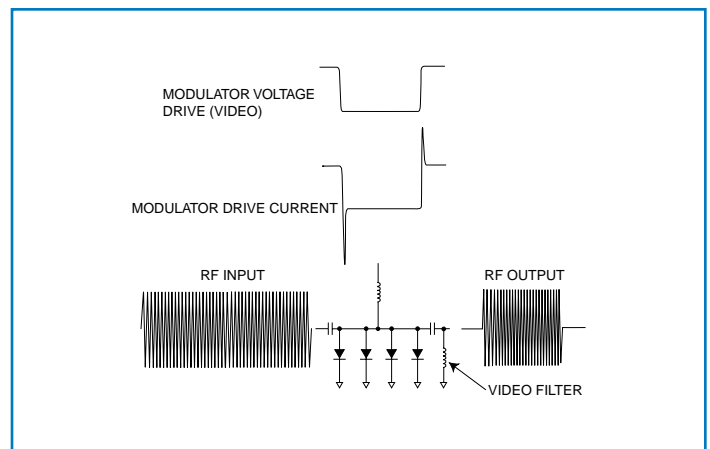 MODULATOR VOLTAGE
DRIVE (VIDEO)
MODULATOR DRIVE CURRENT
RF INPUT
RF OUTPUT
VIDEO FILTER